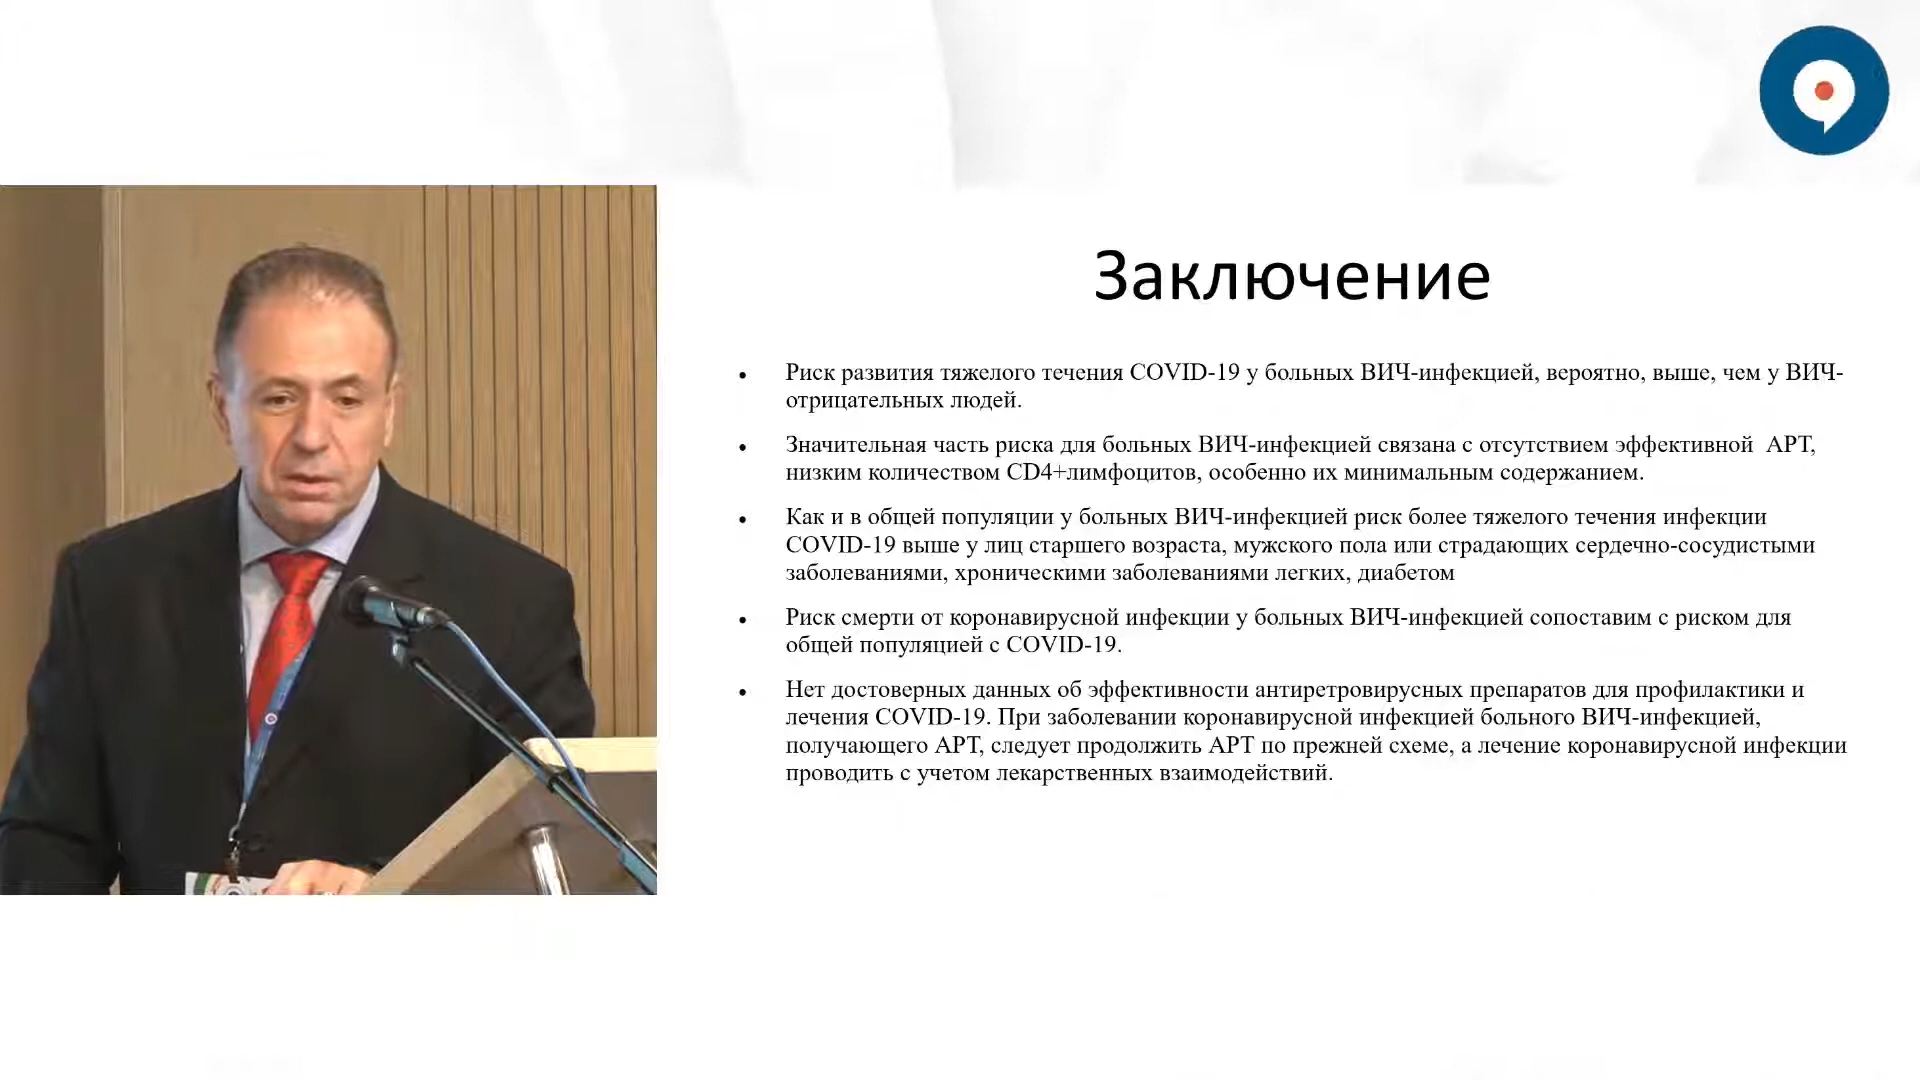 Заключение
• Риск развития тяжелого течения COVID-19 у больных ВИЧ-инфекцией, вероятно, выше, чем у ВИЧ-
отрицательных людей.
• Значительная часть риска для больных ВИЧ-инфекцией связана с отсутствием эффективной  АРТ,
низким количеством CD4+лимфоцитов, особенно их минимальным содержанием.
• Как и в общей популяции у больных ВИЧ-инфекцией риск более тяжелого течения инфекции
COVID-19 выше у лиц старшего возраста, мужского пола или страдающих сердечно-сосудистыми
заболеваниями, хроническими заболеваниями легких, диабетом
• Риск смерти от коронавирусной инфекции у больных ВИЧ-инфекцией сопоставим с риском для
общей популяцией с COVID-19.
• Нет достоверных данных об эффективности антиретровирусных препаратов для профилактики и
лечения COVID-19. При заболевании коронавирусной инфекцией больного ВИЧ-инфекцией,
получающего АРТ, следует продолжить АРТ по прежней схеме, а лечение коронавирусной инфекции
проводить с учетом лекарственных взаимодействий.